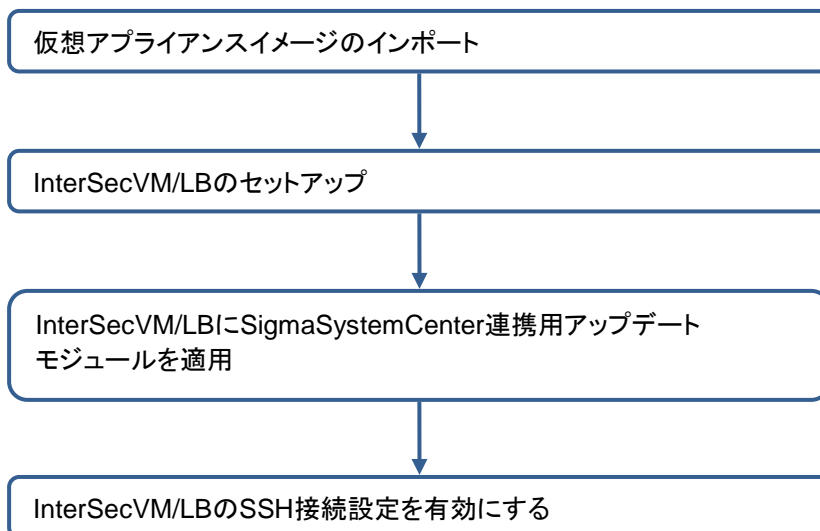 仮想アプライアンスイメージのインポート
InterSecVM/LBのセットアップ
InterSecVM/LBにSigmaSystemCenter連携用アップデート
モジュールを適用
InterSecVM/LBのSSH接続設定を有効にする